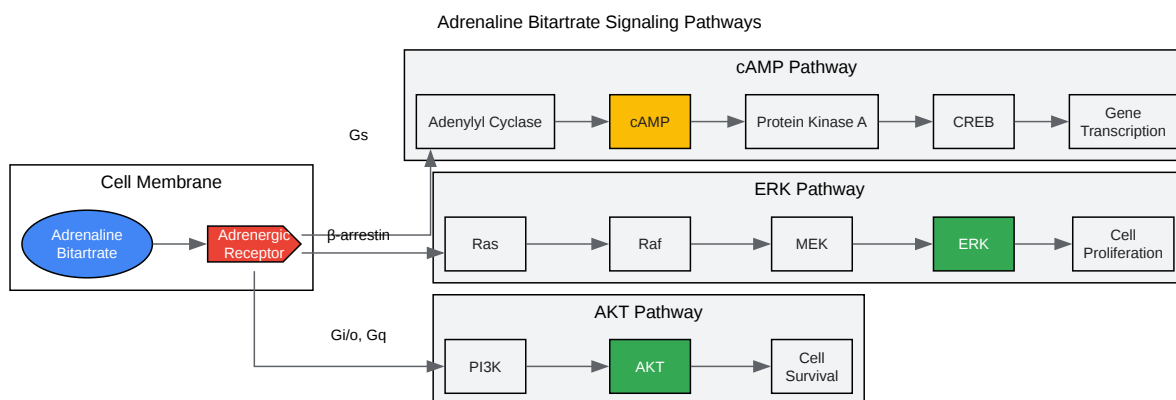 Adrenaline Bitartrate Signaling Pathways
cAMP Pathway
Adenylyl Cyclase
cAMP
Protein Kinase A
CREB
Gene
Transcription
Gs
Cell Membrane
Adrenaline
Bitartrate
Adrenergic
Receptor
β-arrestin
ERK Pathway
Ras
Raf
MEK
ERK
Cell
Proliferation
Gi/o, Gq
AKT Pathway
PI3K
AKT
Cell
Survival